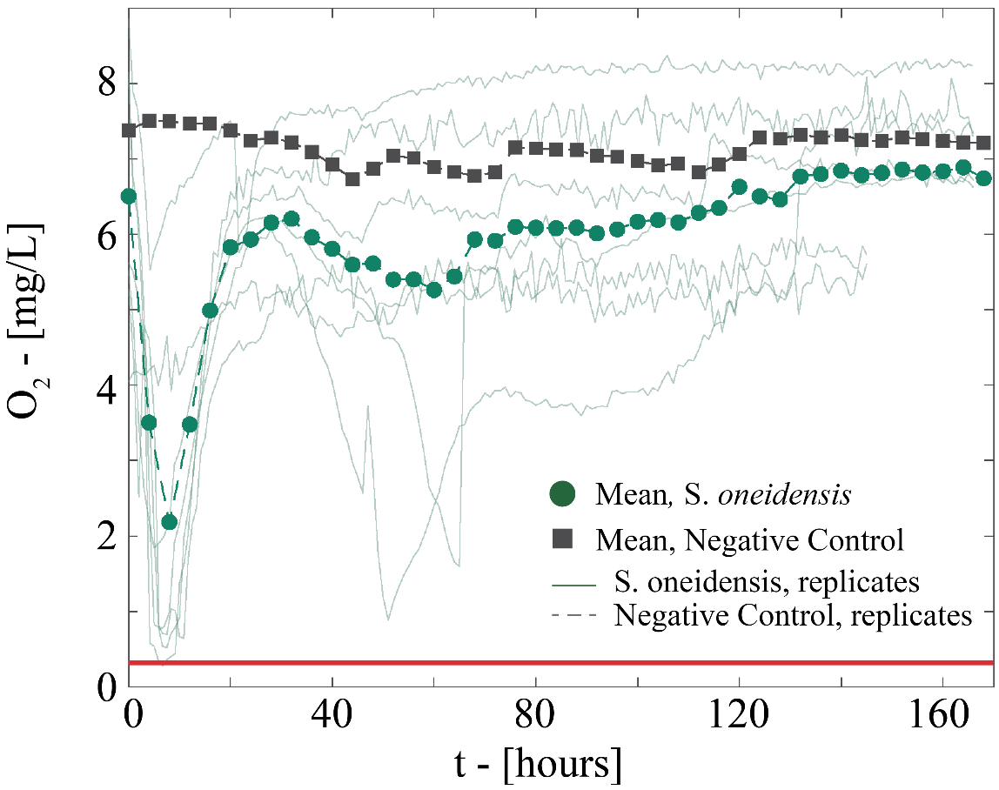 8
6
4
2
0
O2 - [mg/L]
Mean, S. oneidensis
Mean, Negative Control
S. oneidensis, replicates
Negative Control, replicates
0 40 80 120 160
t - [hours]